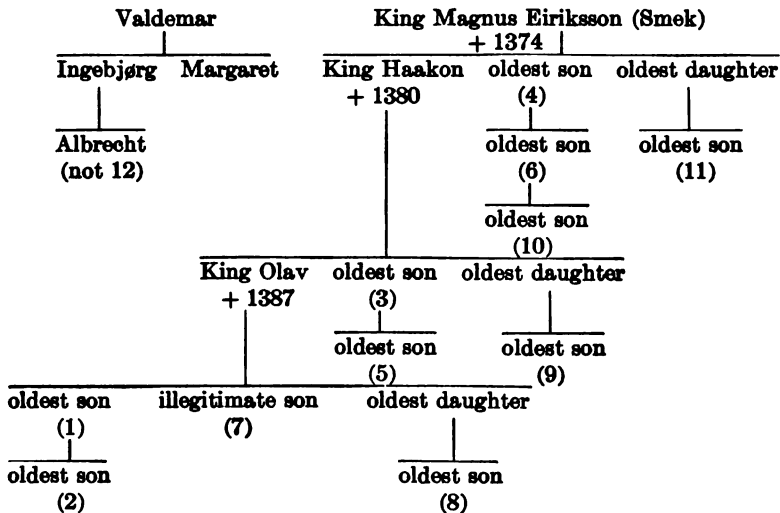 Valdemar King Magnus Eiriksson (Smek)
+ 1374
Ingebjørg Margaret King Haakon oldest son oldest daughter
+ 1380 (4)
Albrecht oldest son oldest son
(not 12) (6) (11)
oldest son
(10)
King Olav oldest son oldest daughter
+ 1387 (3)
oldest son oldest son
(5) (9)
oldest son illegitimate son oldest daughter
(1) (7)
oldest son oldest son
(2) (8)